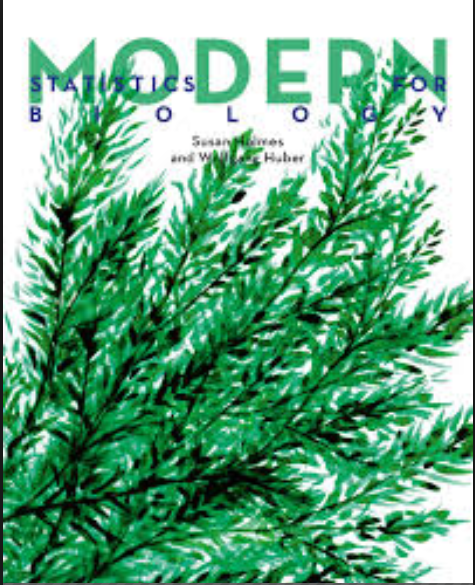 MODERN
STATISTICS FOR
BIOLOGY
Susan Holmes
and Wolfgang Huber